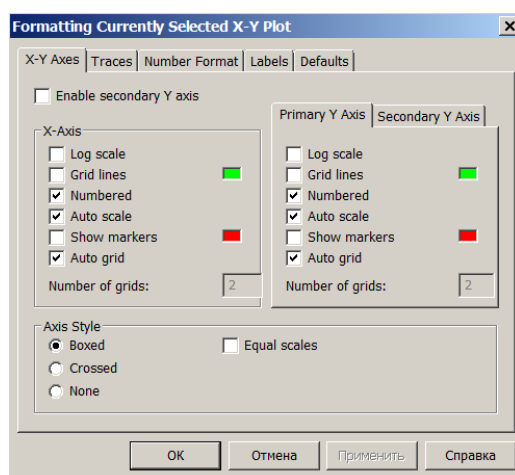 Formatting Currently Selected X-Y Plot
X-Y Axes Traces Number Format Labels Defaults
Enable secondary Y axis
Primary Y Axis Secondary Y Axis
X-Axis
Log scale
Grid lines
Numbered
Auto scale
Show markers
Auto grid
Number of grids: 2
Log scale
Grid lines
Numbered
Auto scale
Show markers
Auto grid
Number of grids: 2
Axis Style
Boxed
Equal scales
Crossed
None
OK Отмена Применить Справка